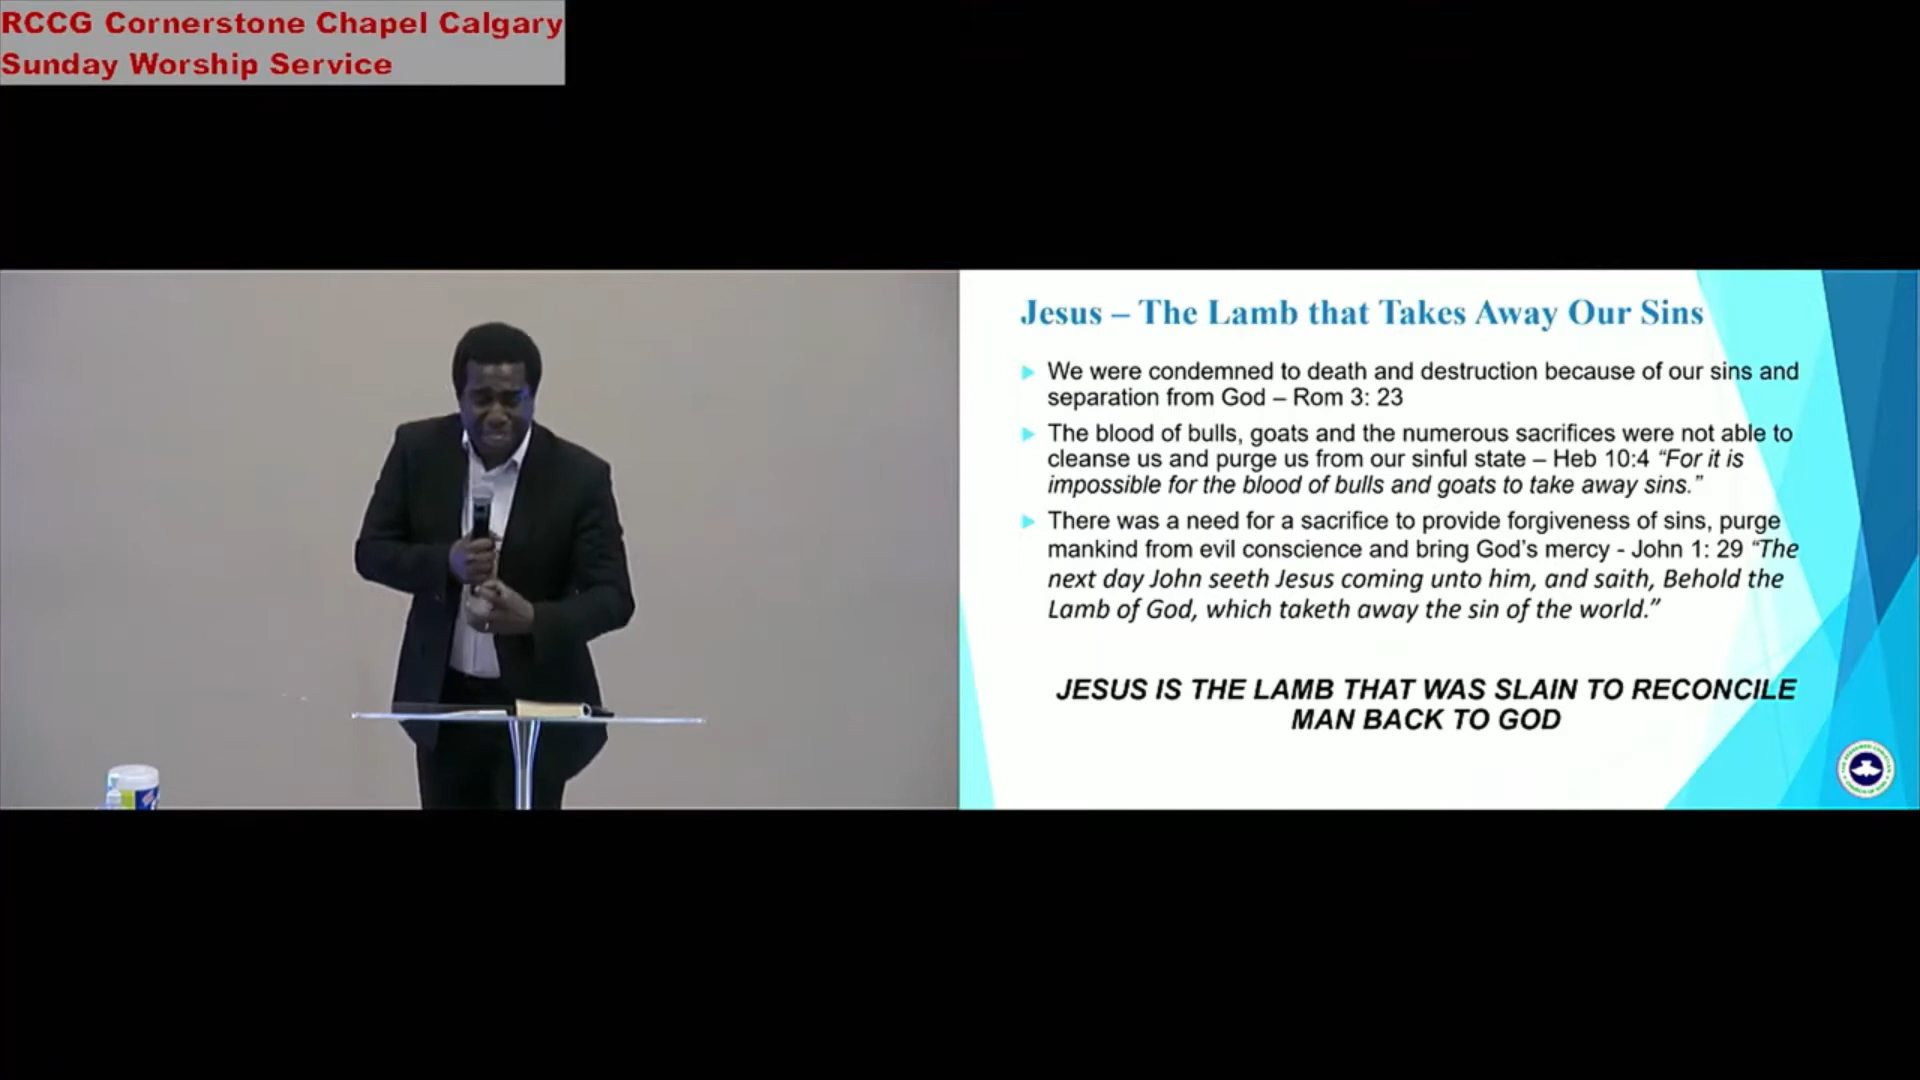 RCCG Cornerstone Chapel Calgary
Sunday Worship Service
Jesus – The Lamb that Takes Away Our Sins
We were condemned to death and destruction because of our sins and
separation from God – Rom 3: 23
The blood of bulls, goats and the numerous sacrifices were not able to
cleanse us and purge us from our sinful state – Heb 10:4 “For it is
impossible for the blood of bulls and goats to take away sins.”
There was a need for a sacrifice to provide forgiveness of sins, purge
mankind from evil conscience and bring God’s mercy - John 1: 29 “The
next day John seeth Jesus coming unto him, and saith, Behold the
Lamb of God, which taketh away the sin of the world.”
JESUS IS THE LAMB THAT WAS SLAIN TO RECONCILE
MAN BACK TO GOD